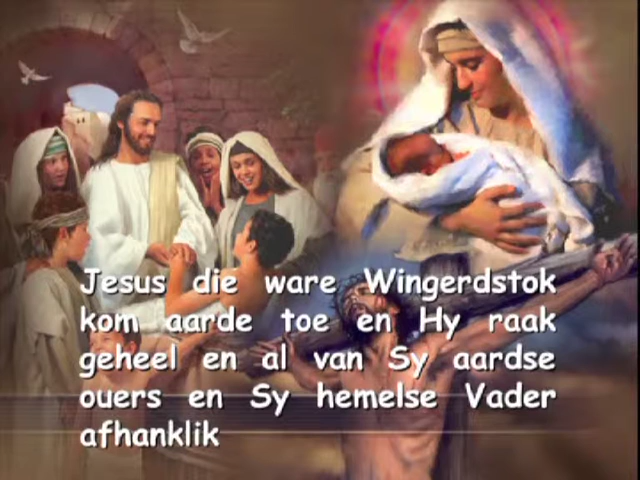 Jesus die ware Wingerdstok
kom aarde toe en Hy raak
geheel en al van Sy aardse
ouers en Sy hemelse Vader
afhanklik